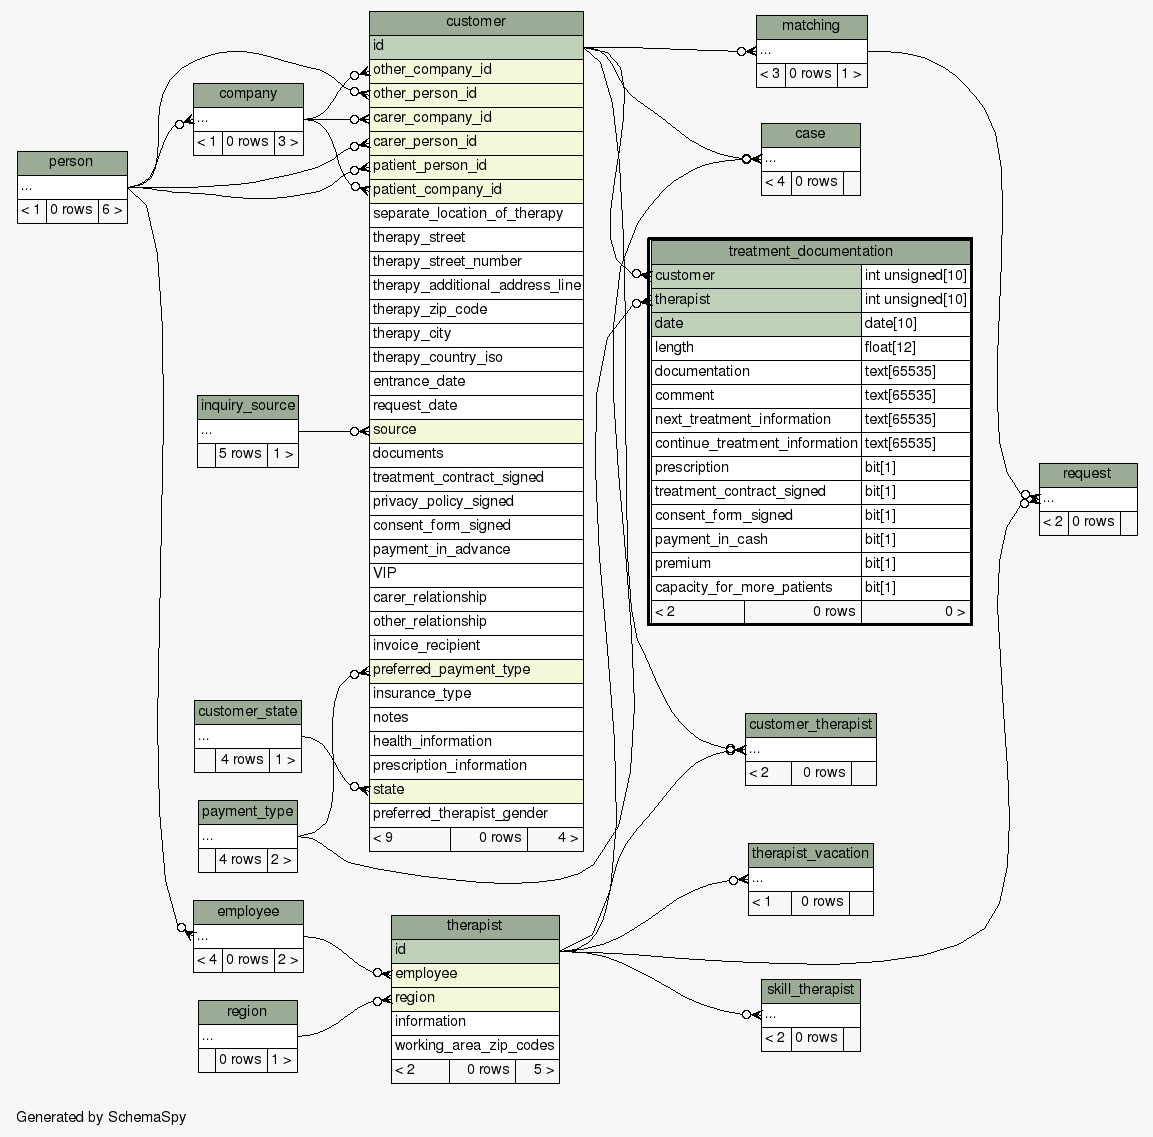 customer
id
other_company_id
other_person_id
carer_company_id
carer_person_id
patient_person_id
patient_company_id
separate_location_of_therapy
therapy_street
therapy_street_number
therapy_additional_address_line
therapy_zip_code
therapy_city
therapy_country_iso
entrance_date
request_date
source
documents
treatment_contract_signed
privacy_policy_signed
consent_form_signed
payment_in_advance
VIP
carer_relationship
other_relationship
invoice_recipient
preferred_payment_type
insurance_type
notes
health_information
prescription_information
state
preferred_therapist_gender
< 9 0 rows 4 >
company
...
< 1 0 rows 3 >
person
...
< 1 0 rows 6 >
inquiry_source
...
5 rows 1 >
customer_state
...
4 rows 1 >
payment_type
...
4 rows 2 >
employee
...
< 4 0 rows 2 >
region
...
0 rows 1 >
therapist
id
employee
region
information
working_area_zip_codes
< 2 0 rows 5 >
matching
...
< 3 0 rows 1 >
case
...
< 4 0 rows
treatment_documentation
customer int unsigned[10]
therapist int unsigned[10]
date date[10]
length float[12]
documentation text[65535]
comment text[65535]
next_treatment_information text[65535]
continue_treatment_information text[65535]
prescription bit[1]
treatment_contract_signed bit[1]
consent_form_signed bit[1]
payment_in_cash bit[1]
premium bit[1]
capacity_for_more_patients bit[1]
< 2 0 rows 0 >
request
...
< 2 0 rows
customer_therapist
...
< 2 0 rows
therapist_vacation
...
< 1 0 rows
skill_therapist
...
< 2 0 rows
Generated by SchemaSpy